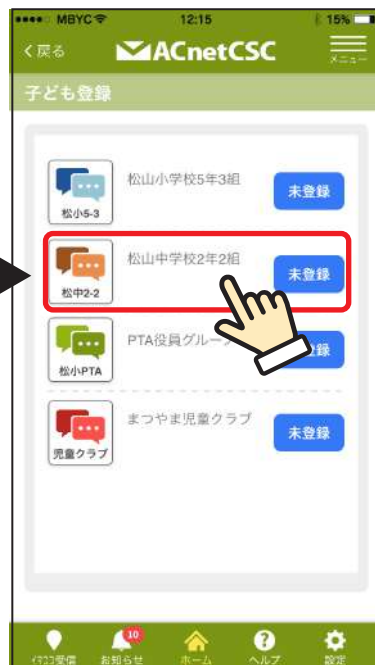 MBYC 12:15 15%
く戻る ACnetCSC メニュー
子ども登録
松小5-3 松山小学校5年3組 未登録
松中2-2 松山中学校2年2組 未登録
松小PTA PTA役員グルー 登録
児童クラブ まつやま児童クラブ 未登録
10
ｲﾏｺｺ受信 お知らせ ホーム ヘルプ 設定